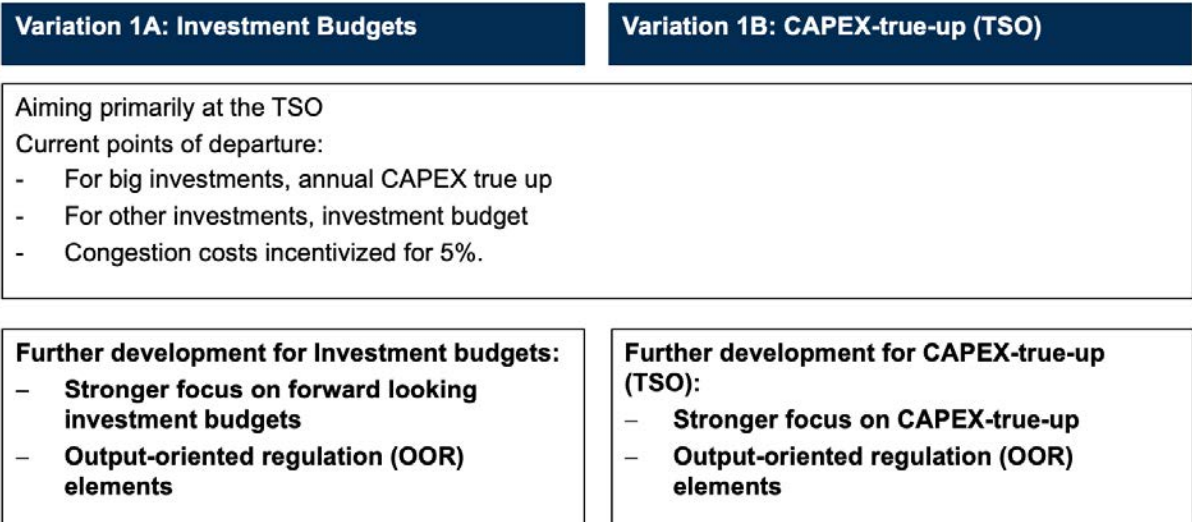 Variation 1A: Investment Budgets
Variation 1B: CAPEX-true-up (TSO)
Aiming primarily at the TSO
Current points of departure:
- For big investments, annual CAPEX true up
- For other investments, investment budget
- Congestion costs incentivized for 5%.
Further development for Investment budgets:
– Stronger focus on forward looking
investment budgets
– Output-oriented regulation (OOR)
elements
Further development for CAPEX-true-up
(TSO):
– Stronger focus on CAPEX-true-up
– Output-oriented regulation (OOR)
elements